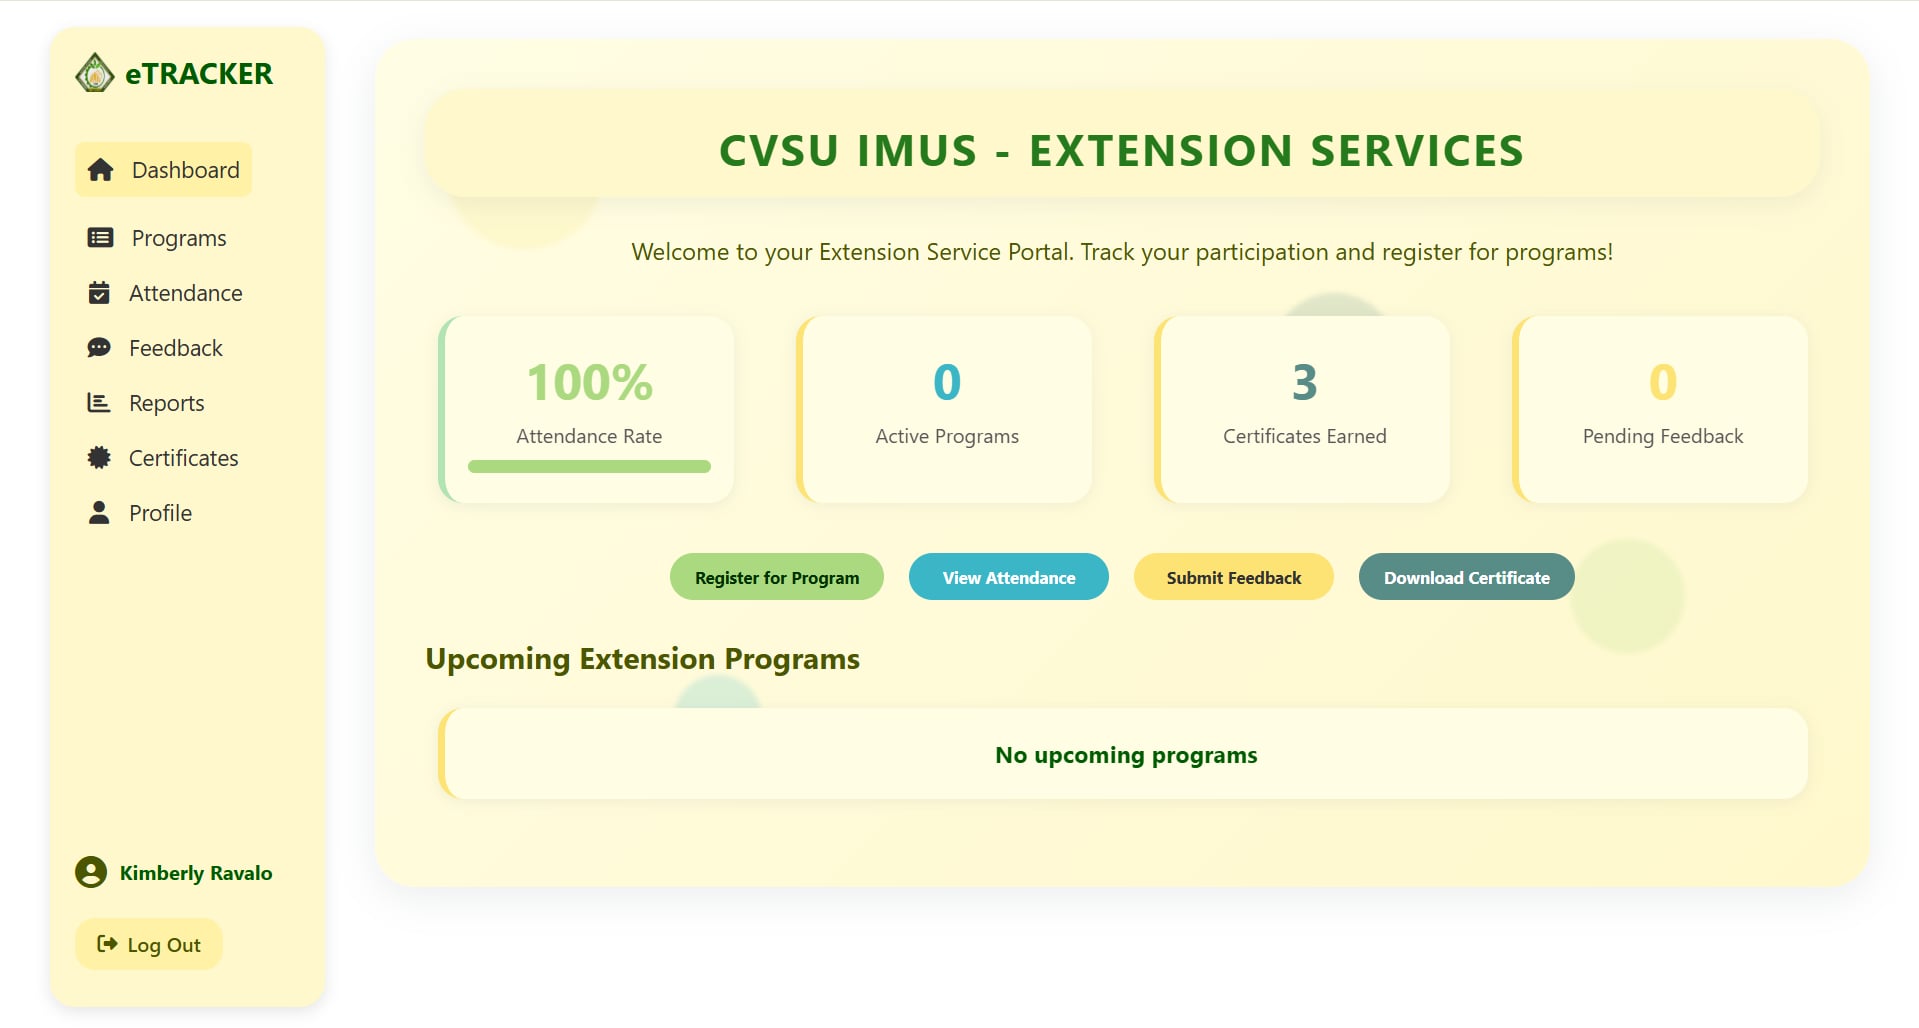 eTRACKER
Dashboard
Programs
Attendance
Feedback
Reports
Certificates
Profile
Kimberly Ravalo
Log Out
CVSU IMUS - EXTENSION SERVICES
Welcome to your Extension Service Portal. Track your participation and register for programs!
100%
Attendance Rate
0
Active Programs
3
Certificates Earned
0
Pending Feedback
Register for Program
View Attendance
Submit Feedback
Download Certificate
Upcoming Extension Programs
No upcoming programs